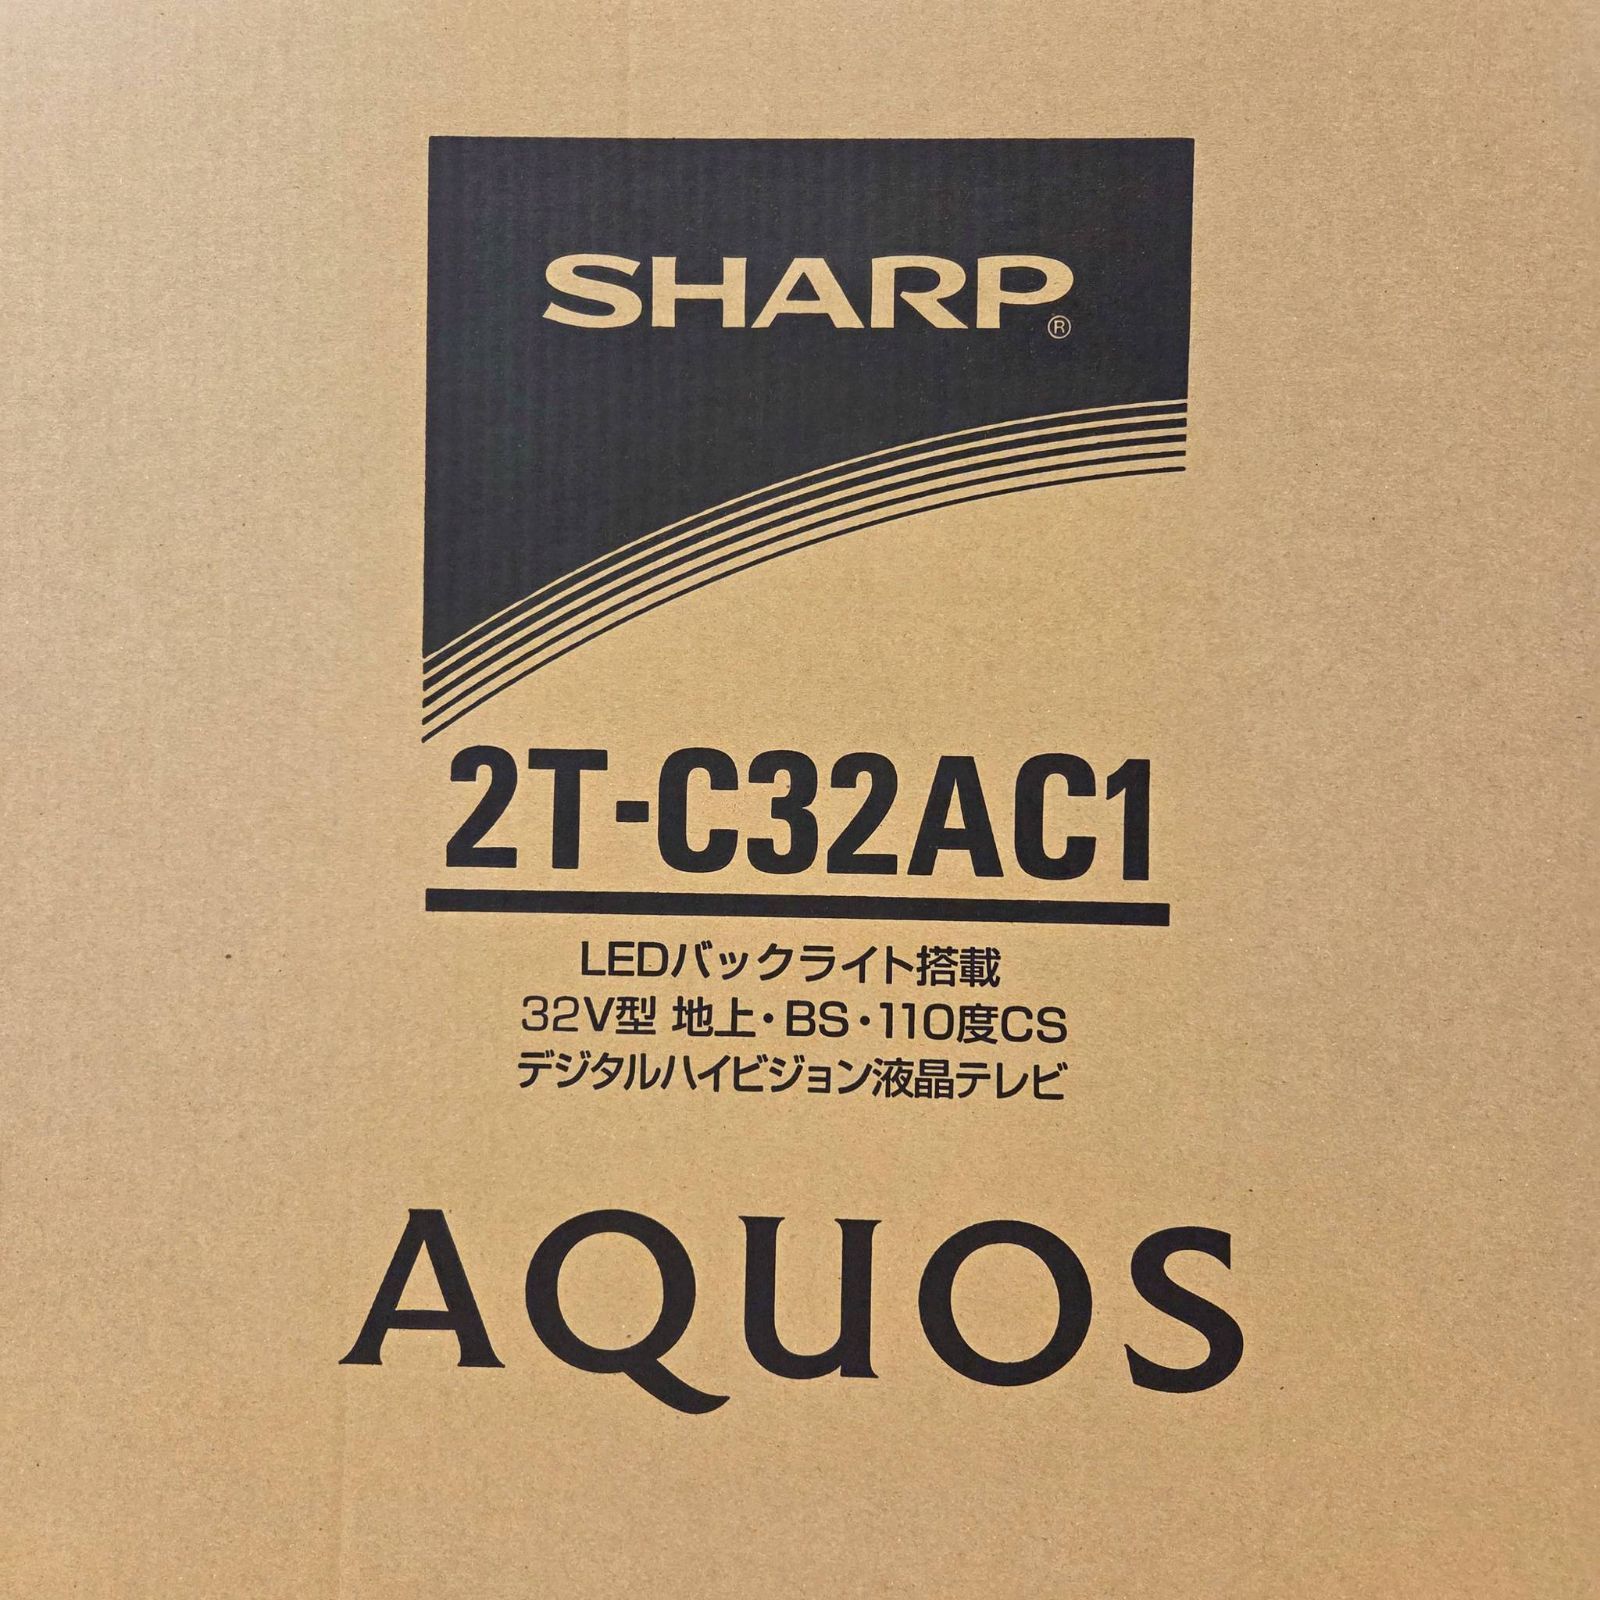 SHARP®
2T-C32AC1
LEDバックライト搭載
32V型 地上・BS・110度CS
デジタルハイビジョン液晶テレビ
AQUOS